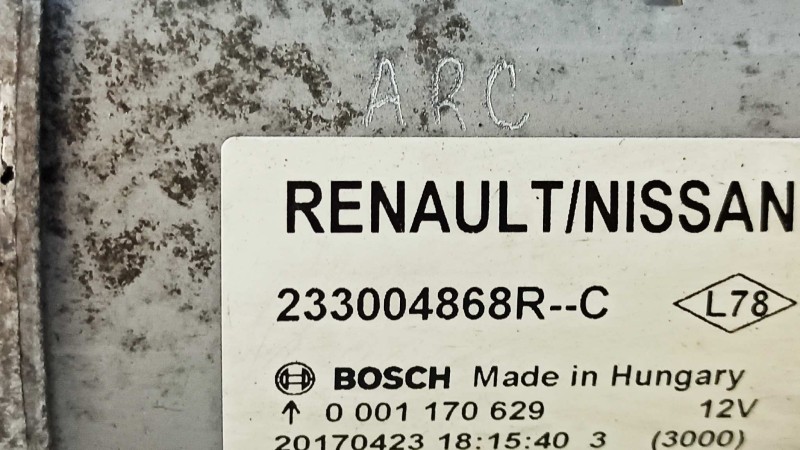 ARC
RENAULT/NISSAN
233004868R--C L78
BOSCH Made in Hungary
↑ 0 001 170 629 12V
20170423 18:15:40 3 (3000)